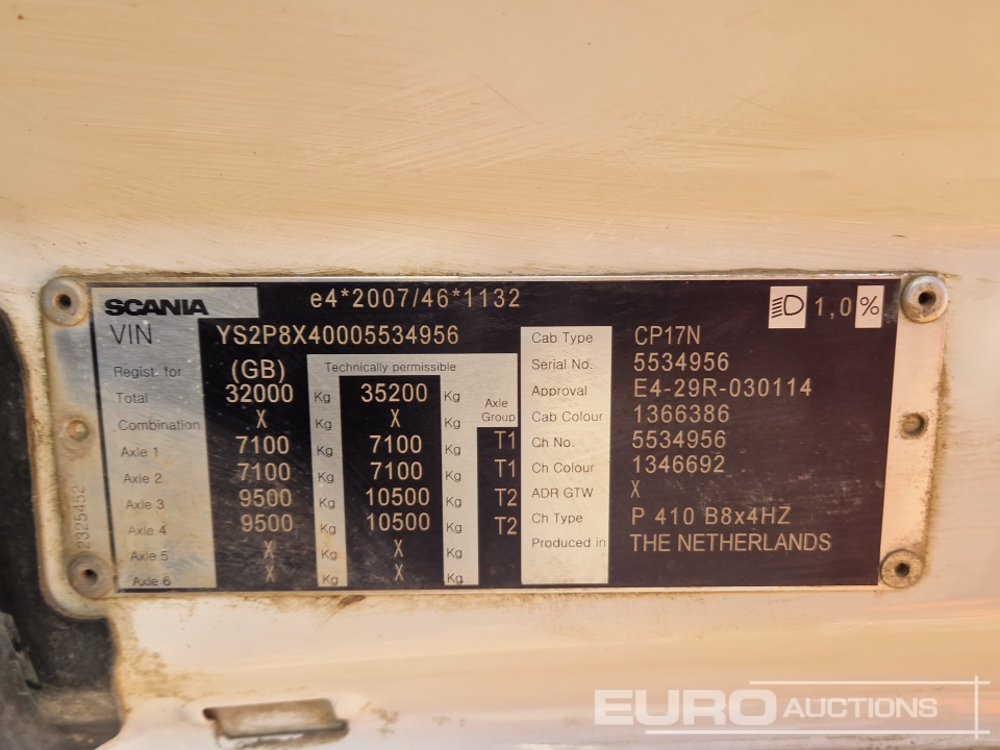 SCANIA e4*2007/46*1132 1,0 %
VIN YS2P8X40005534956
Regist. for (GB) Technically permissible
Total 32000 Kg 35200 Kg Axle Group
Combination X Kg X Kg
Axle 1 7100 Kg 7100 Kg T1
Axle 2 7100 Kg 7100 Kg T1
Axle 3 9500 Kg 10500 Kg T2
Axle 4 9500 Kg 10500 Kg T2
Axle 5 X Kg X Kg
Axle 6 X Kg X Kg
2325452
Cab Type CP17N
Serial No. 5534956
Approval E4-29R-030114
Cab Colour 1366386
Ch No. 5534956
Ch Colour 1346692
ADR GTW X
Ch Type P 410 B8x4HZ
Produced in THE NETHERLANDS
EURO AUCTIONS